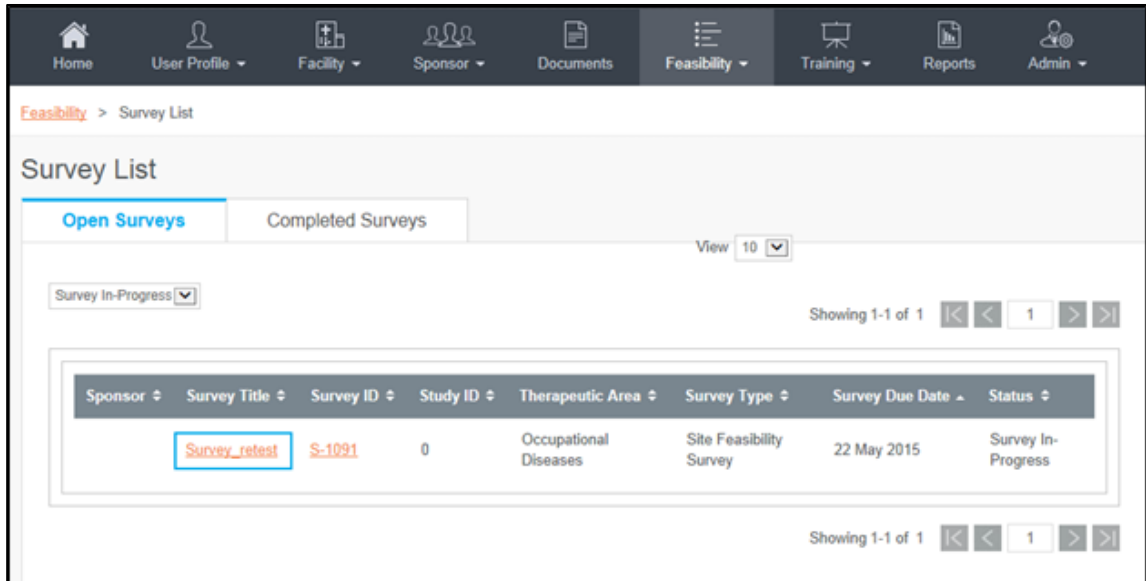 Home User Profile Facility Sponsor Documents Feasibility Training Reports Admin
Feasibility > Survey List
Survey List
Open Surveys Completed Surveys
View 10
Survey In-Progress
Showing 1-1 of 1 1
Sponsor Survey Title Survey ID Study ID Therapeutic Area Survey Type Survey Due Date Status
Survey_retest S-1091 0 Occupational Diseases Site Feasibility Survey 22 May 2015 Survey In-Progress
Showing 1-1 of 1 1